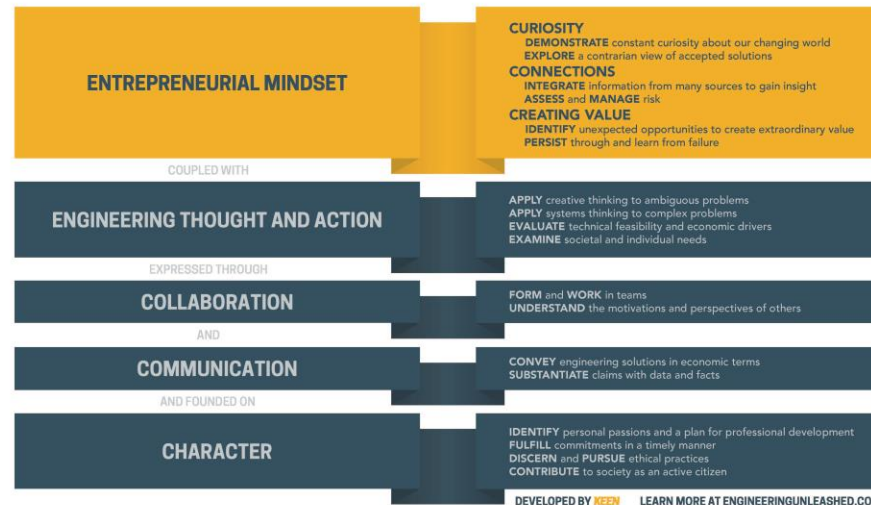 ENTREPRENEURIAL MINDSET
CURIOSITY
DEMONSTRATE constant curiosity about our changing world
EXPLORE a contrarian view of accepted solutions
CONNECTIONS
INTEGRATE information from many sources to gain insight
ASSESS and MANAGE risk
CREATING VALUE
IDENTIFY unexpected opportunities to create extraordinary value
PERSIST through and learn from failure
COUPLED WITH
ENGINEERING THOUGHT AND ACTION
APPLY creative thinking to ambiguous problems
APPLY systems thinking to complex problems
EVALUATE technical feasibility and economic drivers
EXAMINE societal and individual needs
EXPRESSED THROUGH
COLLABORATION
FORM and WORK in teams
UNDERSTAND the motivations and perspectives of others
AND
COMMUNICATION
CONVEY engineering solutions in economic terms
SUBSTANTIATE claims with data and facts
AND FOUNDED ON
CHARACTER
IDENTIFY personal passions and a plan for professional development
FULFILL commitments in a timely manner
DISCERN and PURSUE ethical practices
CONTRIBUTE to society as an active citizen
DEVELOPED BY KEEN LEARN MORE AT ENGINEERINGUNLEASHED.CO